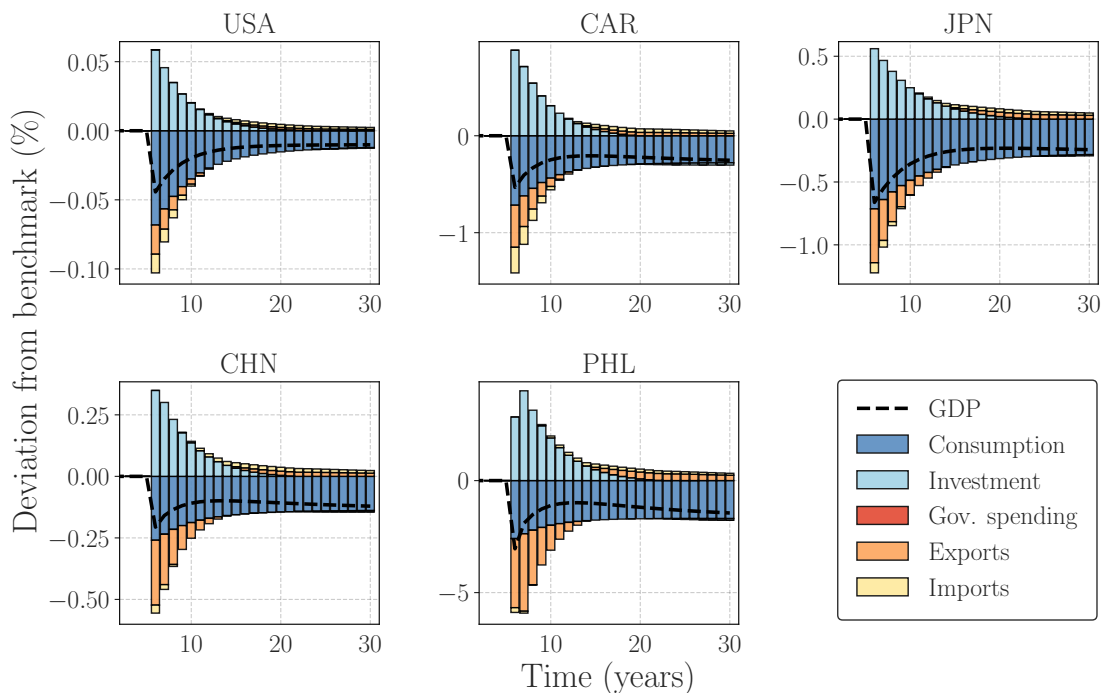 USA
CAR
JPN
0.05
0.00
−0.05
−0.10
10
20
30
0
−1
10
20
30
0.5
0.0
−0.5
−1.0
10
20
30
Deviation from benchmark (%)
CHN
PHL
0.25
0.00
−0.25
−0.50
10
20
30
0
−5
10
20
30
Time (years)
GDP
Consumption
Investment
Gov. spending
Exports
Imports